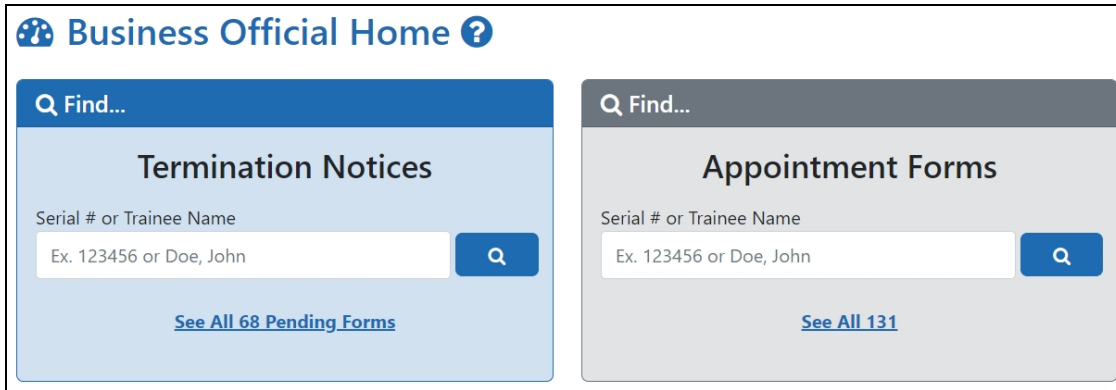 Business Official Home ?
Find...
Termination Notices
Serial # or Trainee Name
Ex. 123456 or Doe, John
See All 68 Pending Forms
Find...
Appointment Forms
Serial # or Trainee Name
Ex. 123456 or Doe, John
See All 131